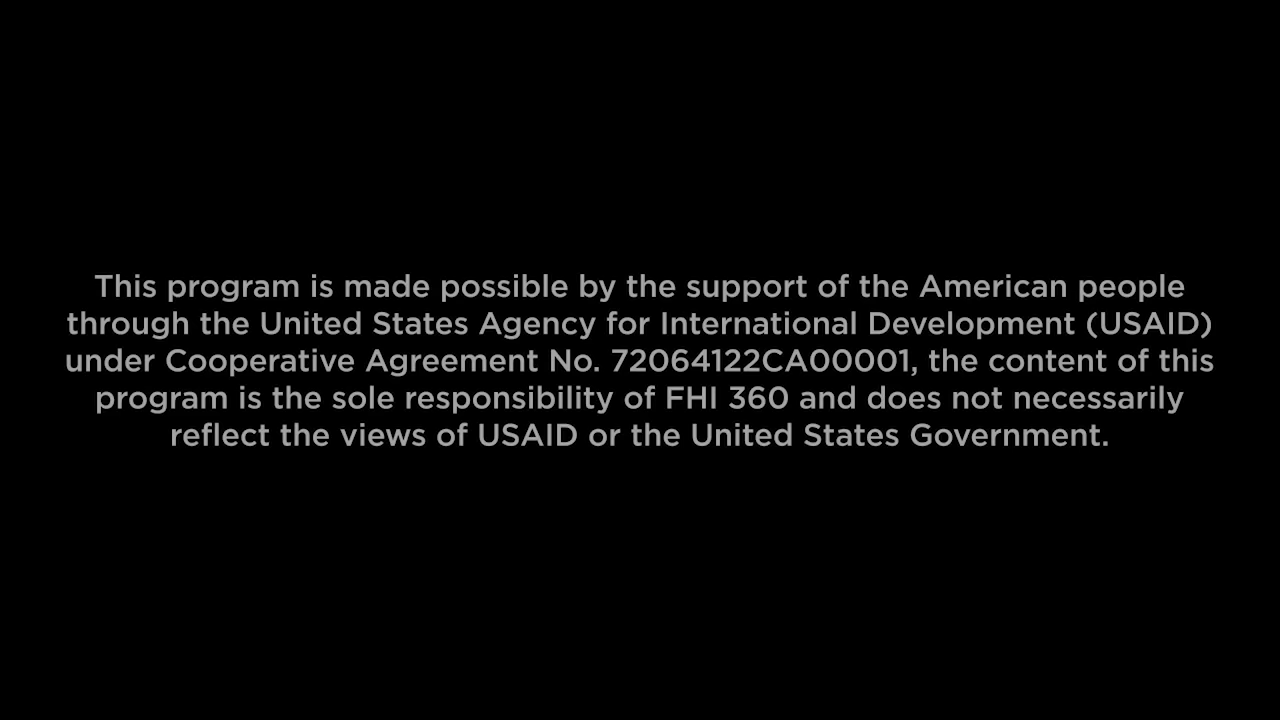 This program is made possible by the support of the American people
through the United States Agency for International Development (USAID)
under Cooperative Agreement No. 72064122CA00001, the content of this
program is the sole responsibility of FHI 360 and does not necessarily
reflect the views of USAID or the United States Government.